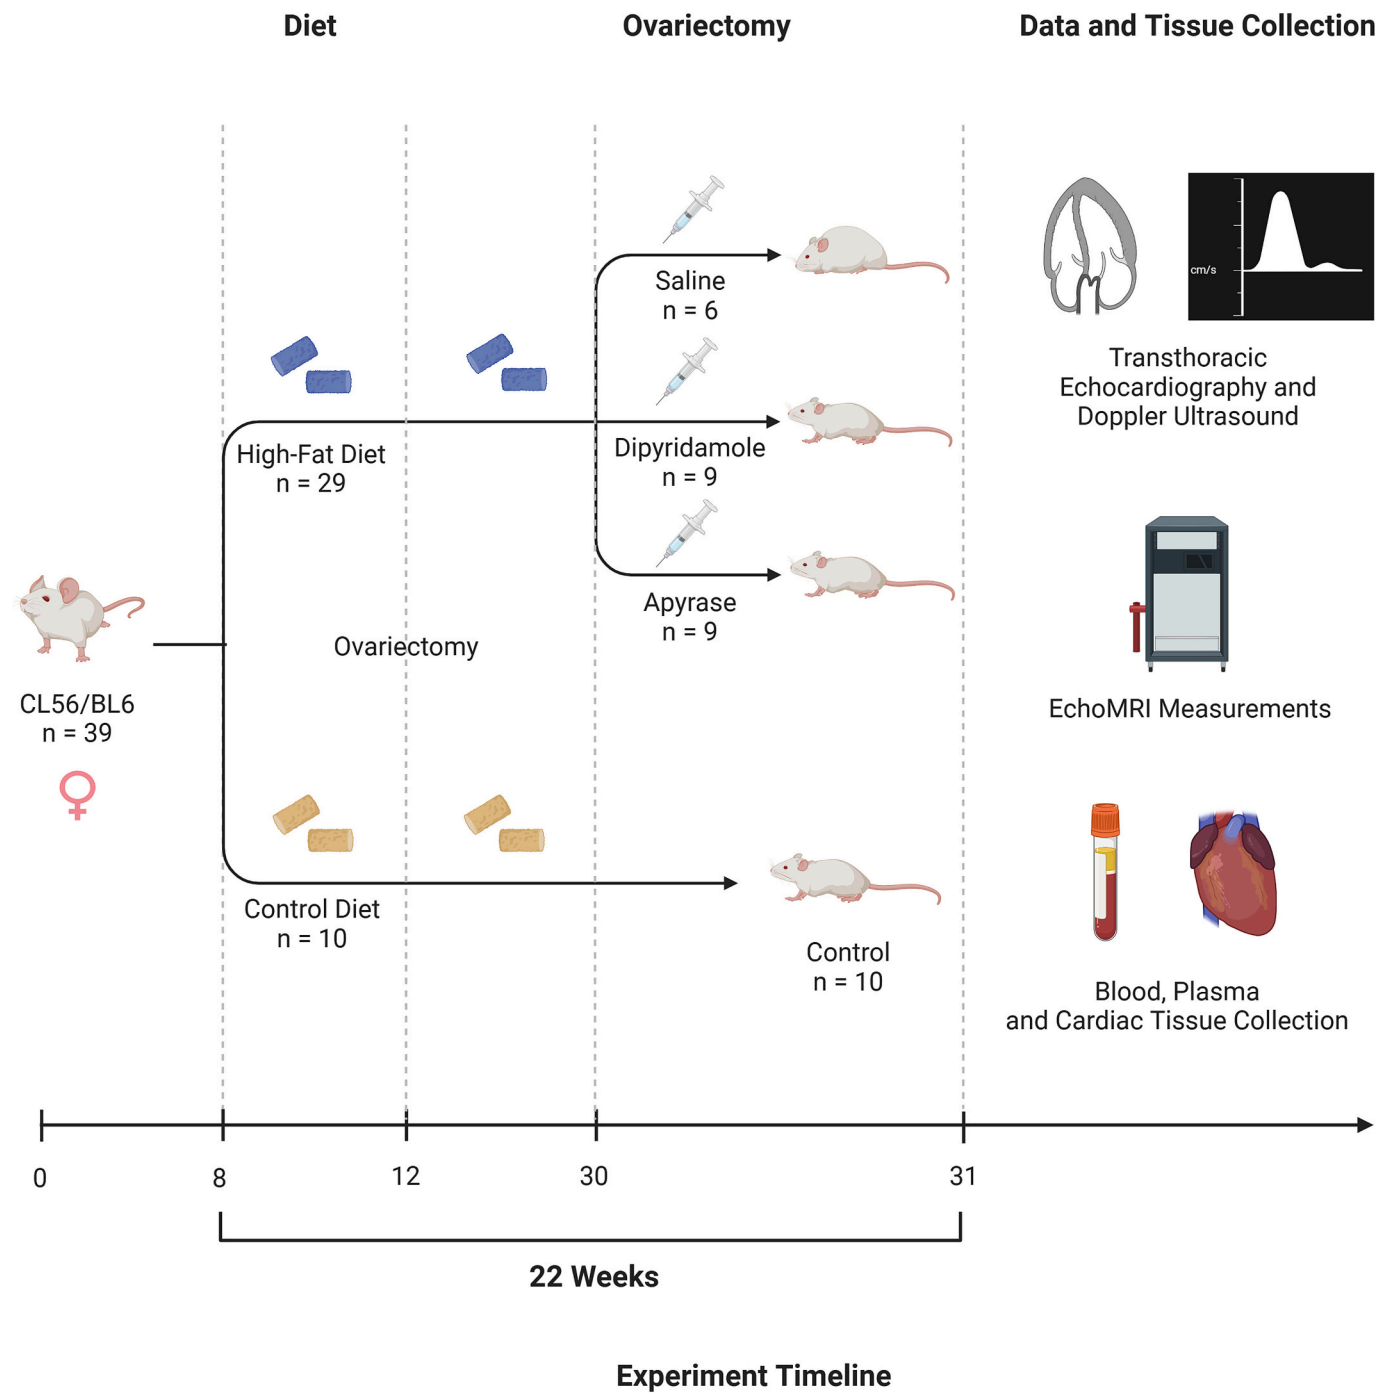 Diet
Ovariectomy
Data and Tissue Collection
Saline
n = 6
cm/s
Transthoracic
Echocardiography and
Doppler Ultrasound
High-Fat Diet
n = 29
Dipyridamole
n = 9
Apyrase
n = 9
Ovariectomy
CL56/BL6
n = 39
EchoMRI Measurements
Control Diet
n = 10
Control
n = 10
Blood, Plasma
and Cardiac Tissue Collection
0
8
12
30
31
22 Weeks
Experiment Timeline